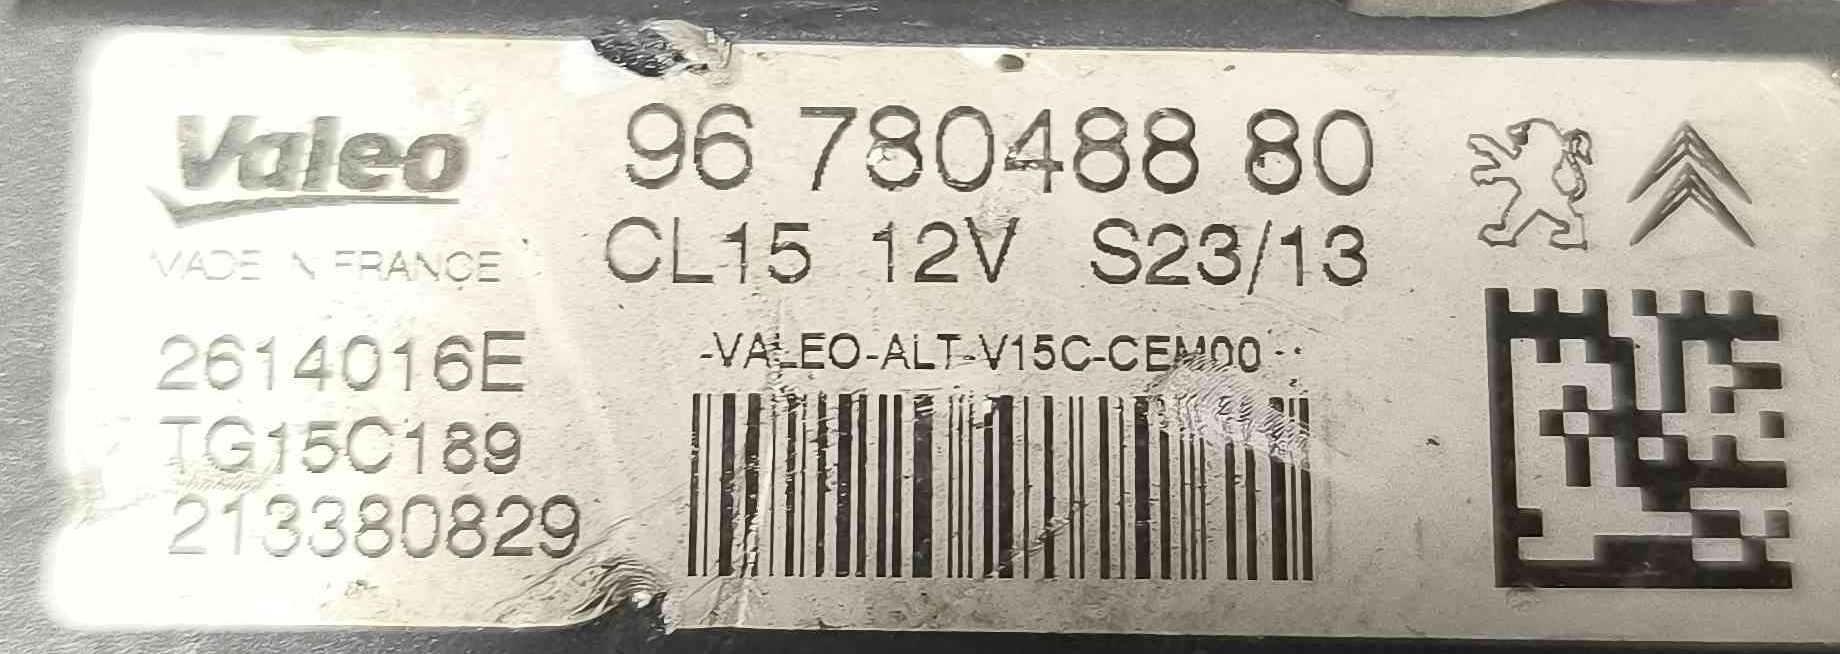 Valeo
MADE IN FRANCE
2614016E
TG15C189
213380829
96 780488 80
CL15 12V S23/13
-VALEO-ALT-V15C-CEM00--